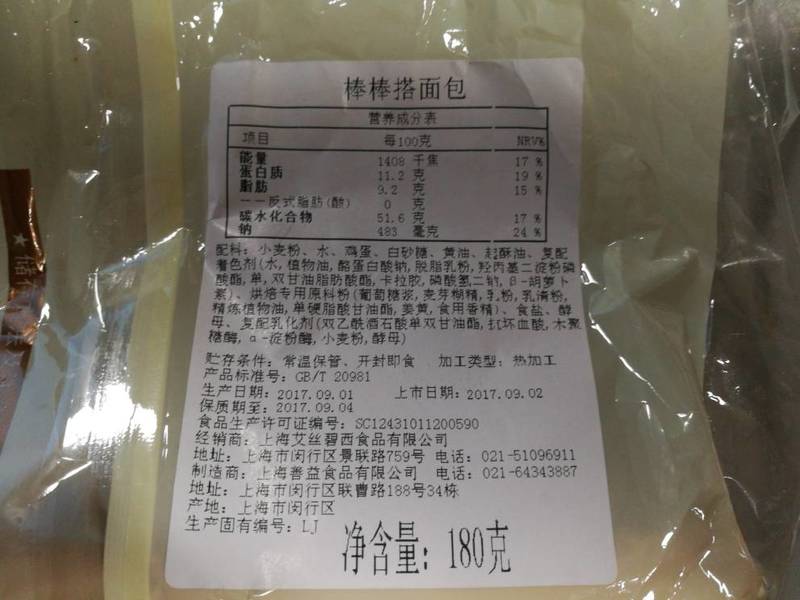 棒棒搭面包
营养成分表
项目 每100克 NRV%
能量 1408 千焦 17 %
蛋白质 11.2 克 19 %
脂肪 9.2 克 15 %
--反式脂肪(酸) 0 克
碳水化合物 51.6 克 17 %
钠 483 毫克 24 %
配料：小麦粉、水、鸡蛋、白砂糖、黄油、起酥油、复配
着色剂(水,植物油,酪蛋白酸钠,脱脂乳粉,羟丙基二淀粉磷
酸酯,单,双甘油脂肪酸酯,卡拉胶,磷酸氢二钠,β-胡萝卜
素)、烘焙专用原料粉(葡萄糖浆,麦芽糊精,乳粉,乳清粉,
精炼植物油,单硬脂酸甘油酯,姜黄,食用香精)、食盐、酵
母、复配乳化剂(双乙酰酒石酸单双甘油酯,抗坏血酸,木聚
糖酶,α-淀粉酶,小麦粉,酵母)
贮存条件：常温保管、开封即食 加工类型：热加工
产品标准号：GB/T 20981
生产日期：2017.09.01 上市日期：2017.09.02
保质期至：2017.09.04
食品生产许可证编号：SC12431011200590
经销商：上海艾丝碧西食品有限公司
地址：上海市闵行区景联路759号 电话：021-51096911
制造商：上海善益食品有限公司 电话：021-64343887
地址：上海市闵行区联曹路188号34栋
产地：上海市闵行区
生产固有编号：LJ
净含量：180克